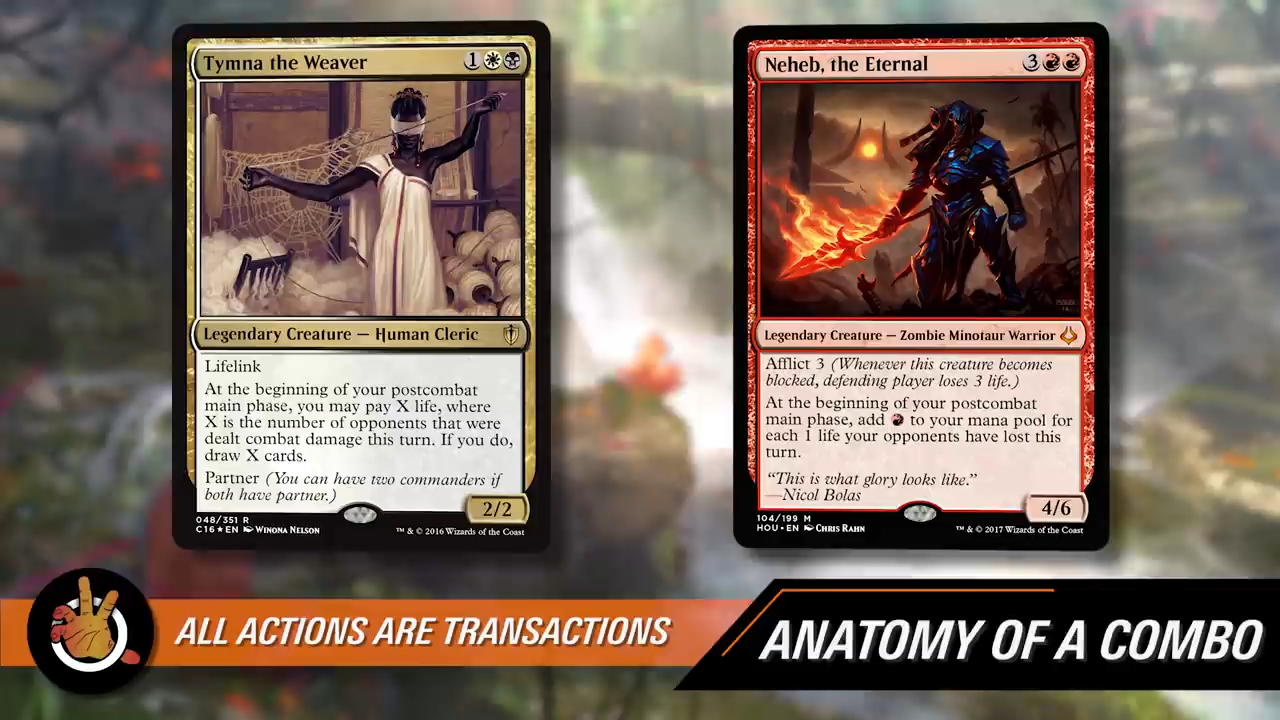 Tymna the Weaver 1
Legendary Creature — Human Cleric
Lifelink
At the beginning of your postcombat
main phase, you may pay X life, where
X is the number of opponents that were
dealt combat damage this turn. If you do,
draw X cards.
Partner (You can have two commanders if
both have partner.)
2/2
048/351 R
C16★EN Winona Nelson
™ & © 2016 Wizards of the Coast
Neheb, the Eternal 3
Legendary Creature — Zombie Minotaur Warrior
Afflict 3 (Whenever this creature becomes
blocked, defending player loses 3 life.)
At the beginning of your postcombat
main phase, add to your mana pool for
each 1 life your opponents have lost this
turn.
“This is what glory looks like.”
—Nicol Bolas
4/6
104/199 M
HOU • EN Chris Rahn
™ & © 2017 Wizards of the Coast
ALL ACTIONS ARE TRANSACTIONS
ANATOMY OF A COMBO